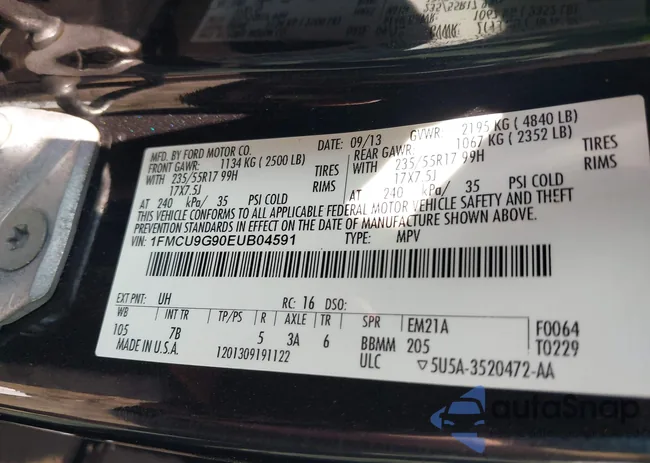 235/55R17 99H
MFD. BY FORD MOTOR CO. 09/13 GVWR: 2195 KG ( 4840 LB)
FRONT GAWR: 1134 KG ( 2500 LB) REAR GAWR: 1067 KG ( 2352 LB)
WITH 235/55R17 99H TIRES WITH 235/55R17 99H TIRES
17X7.5J RIMS 17X7.5J RIMS
AT 240 kPa/ 35 PSI COLD AT 240 kPa/ 35 PSI COLD
THIS VEHICLE CONFORMS TO ALL APPLICABLE FEDERAL MOTOR VEHICLE SAFETY AND THEFT
PREVENTION STANDARDS IN EFFECT ON THE DATE OF MANUFACTURE SHOWN ABOVE.
VIN: 1FMCU9G90EUB04591 TYPE: MPV
EXT PNT: UH RC: 16 DSO:
WB INT TR TP/PS R AXLE TR SPR EM21A F0064
105 7B 5 3A 6 BBMM 205 T0229
MADE IN U.S.A. 1201309191122 ULC ▽5U5A-3520472-AA
autoSnap